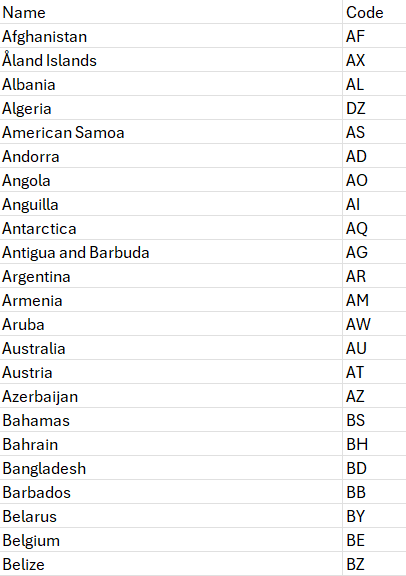 Name Code
Afghanistan AF
Åland Islands AX
Albania AL
Algeria DZ
American Samoa AS
Andorra AD
Angola AO
Anguilla AI
Antarctica AQ
Antigua and Barbuda AG
Argentina AR
Armenia AM
Aruba AW
Australia AU
Austria AT
Azerbaijan AZ
Bahamas BS
Bahrain BH
Bangladesh BD
Barbados BB
Belarus BY
Belgium BE
Belize BZ